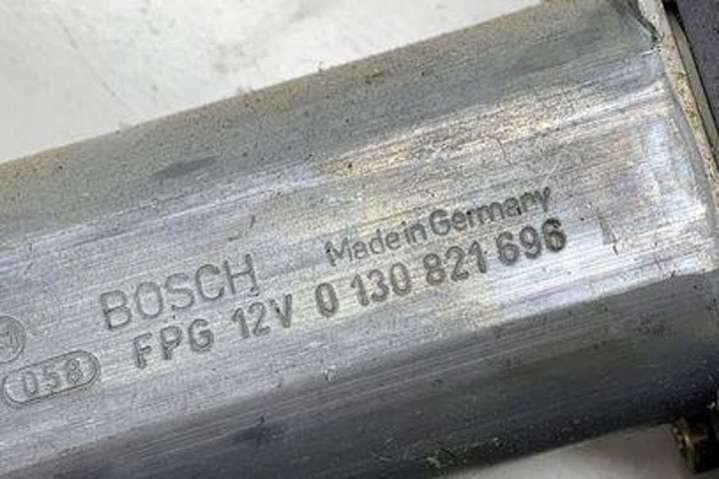 BOSCH Made in Germany
FPG 12V 0 130 821 696
058